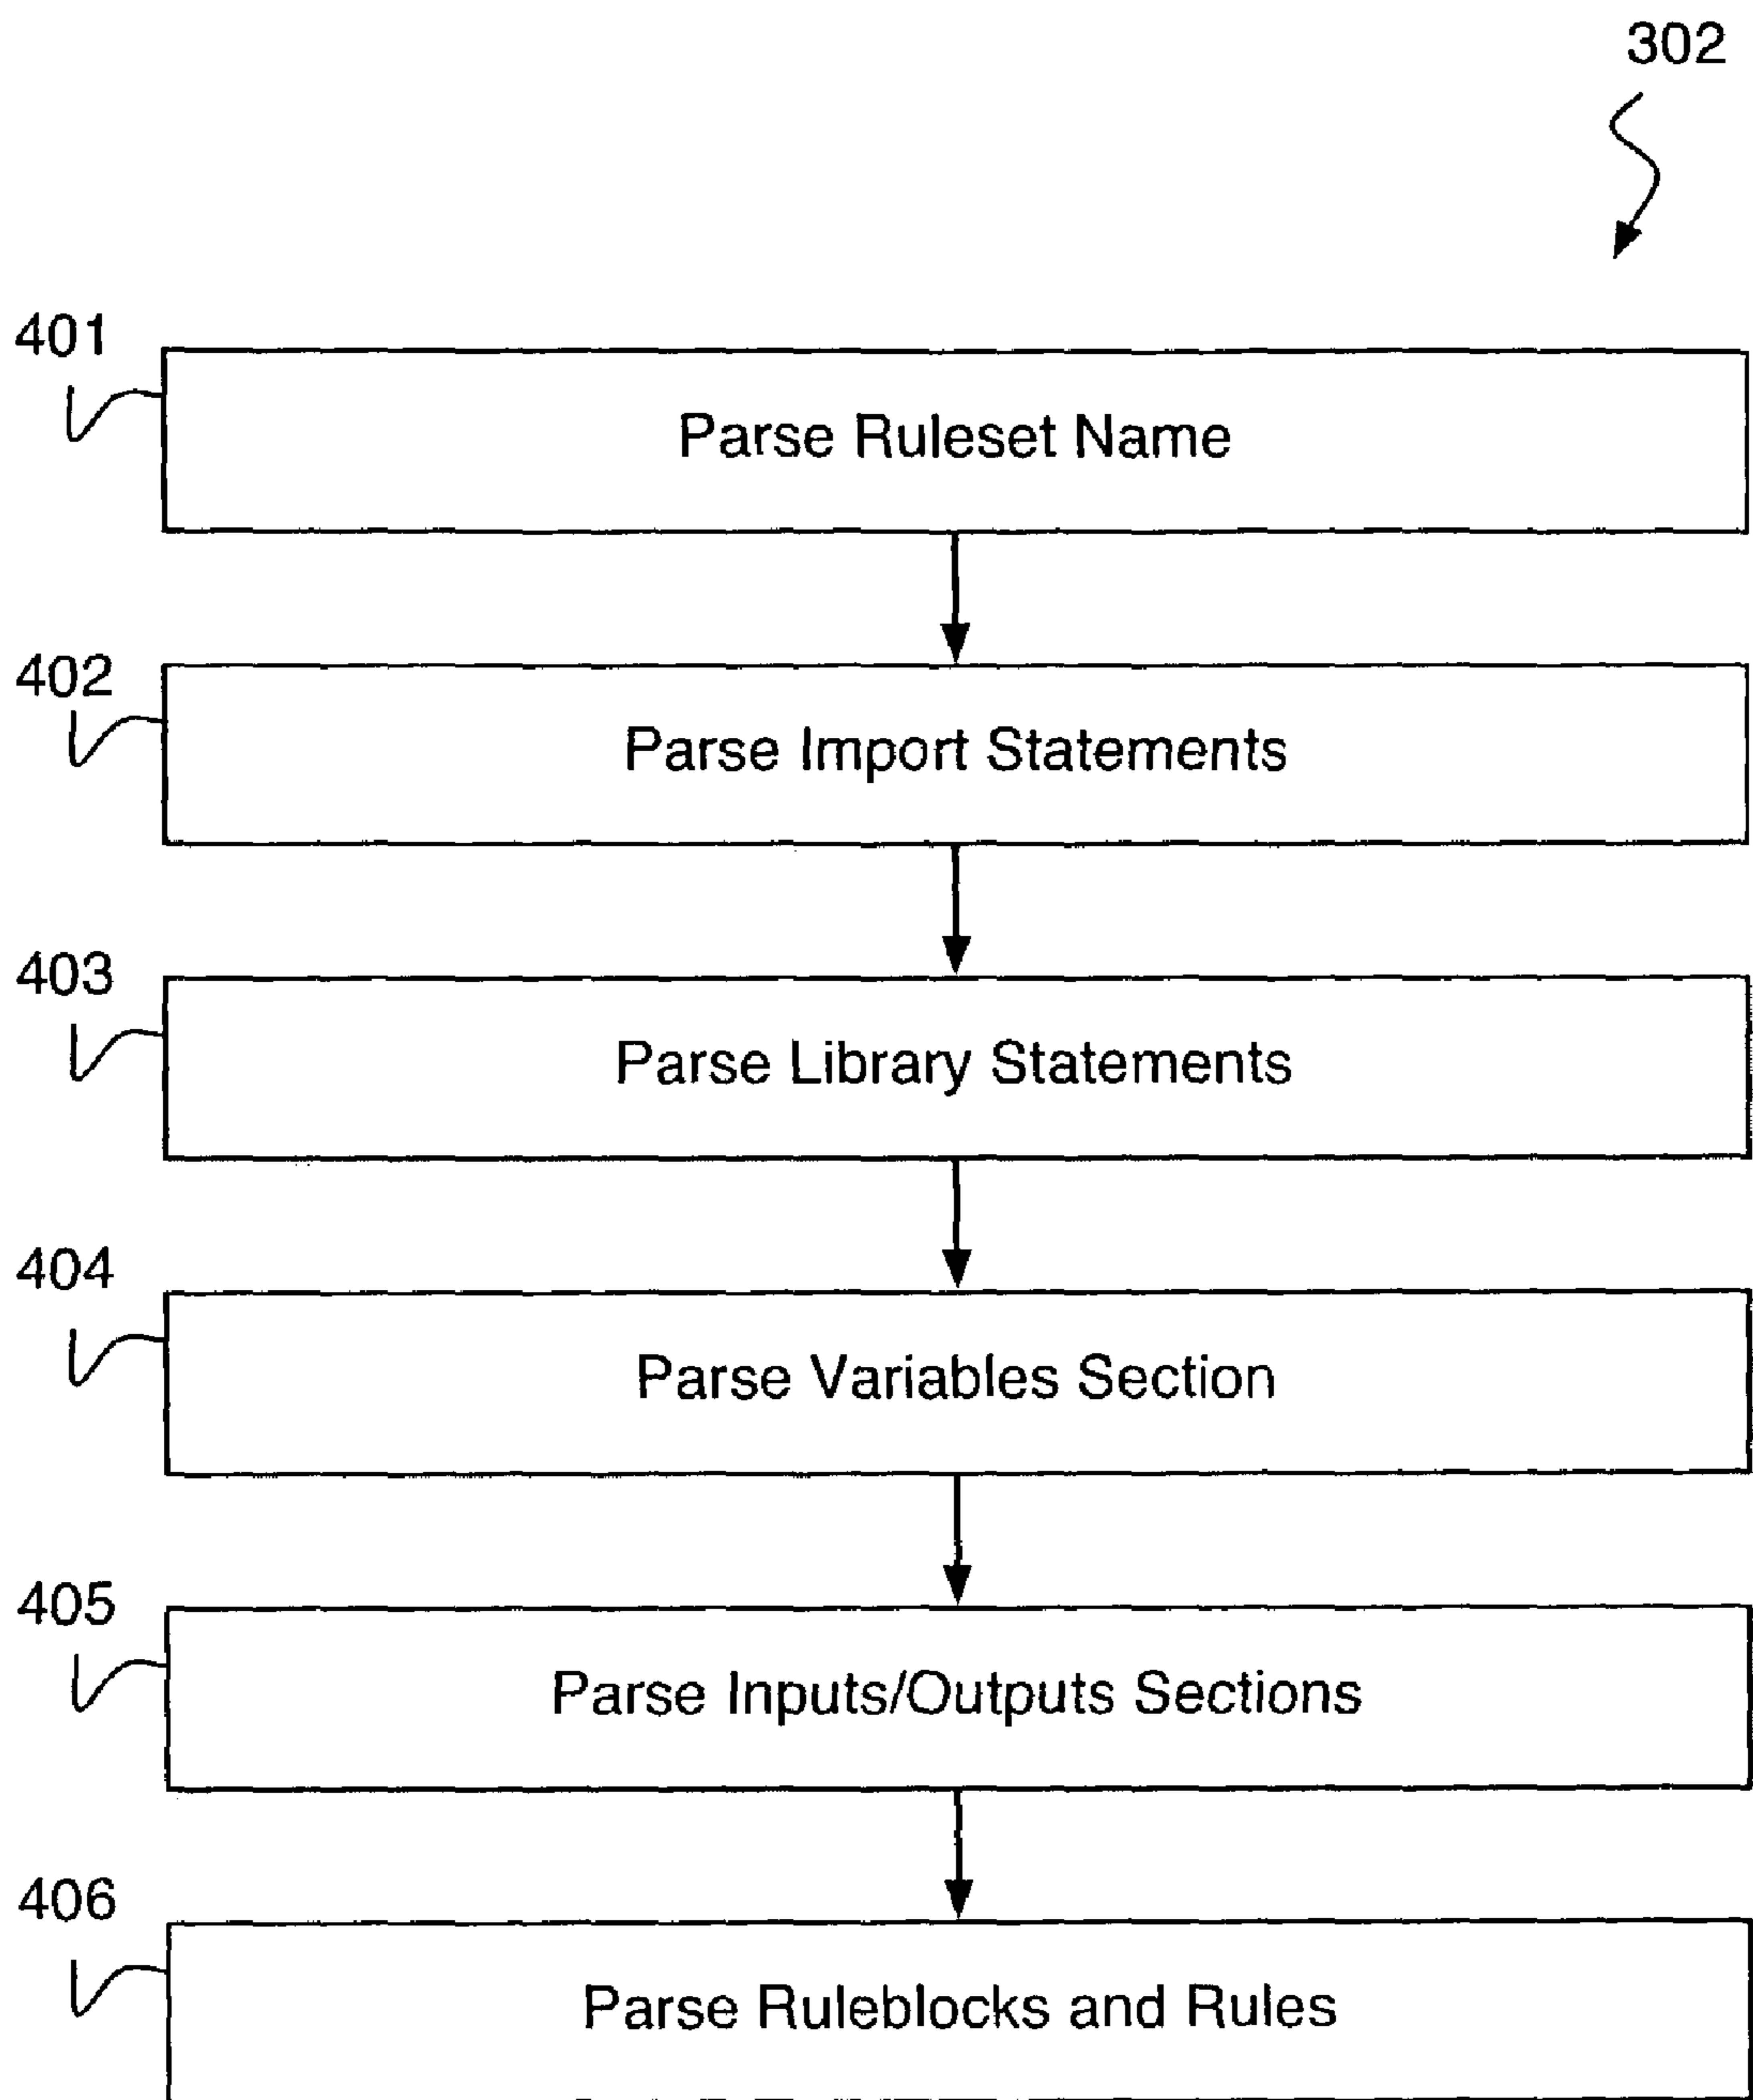 302
401
Parse Ruleset Name
402
Parse Import Statements
403
Parse Library Statements
404
Parse Variables Section
405
Parse Inputs/Outputs Sections
406
Parse Ruleblocks and Rules